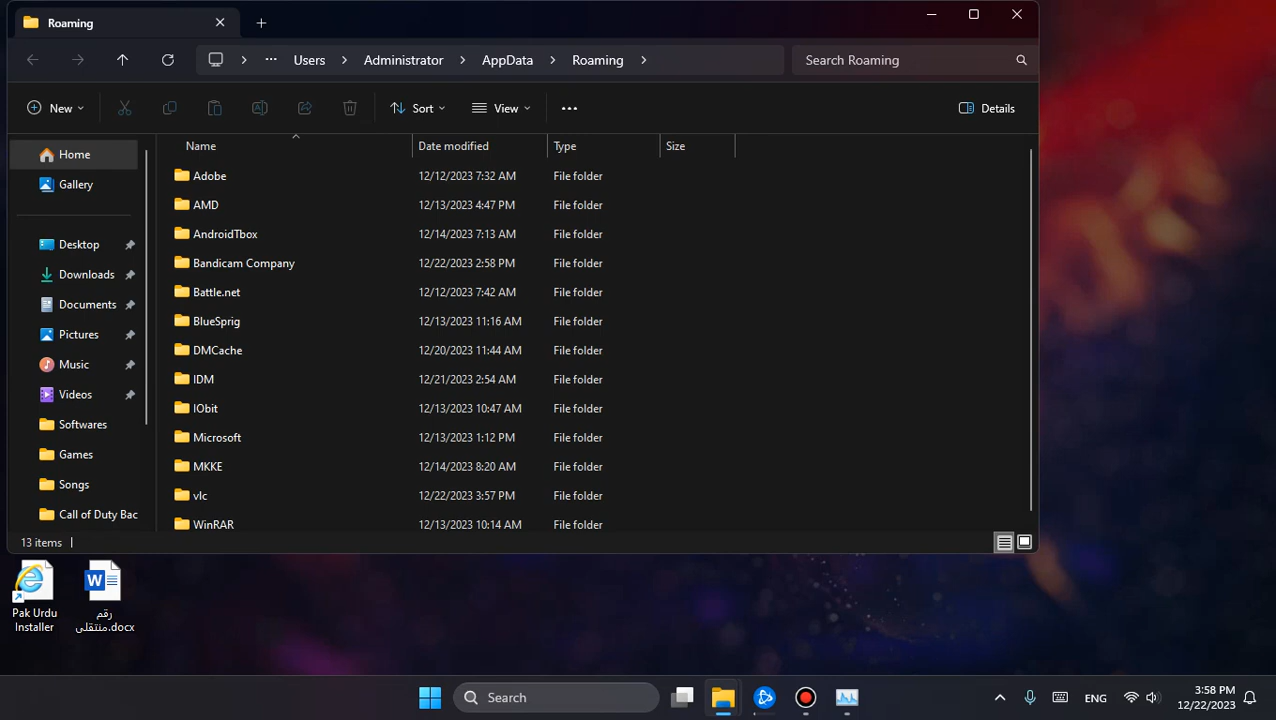 Roaming
Users Administrator AppData Roaming
Search Roaming
New
Sort
View
Details
Name Date modified Type Size
Home
Gallery
Desktop
Downloads
Documents
Pictures
Music
Videos
Softwares
Games
Songs
Call of Duty Bac
Adobe 12/12/2023 7:32 AM File folder
AMD 12/13/2023 4:47 PM File folder
AndroidTbox 12/14/2023 7:13 AM File folder
Bandicam Company 12/22/2023 2:58 PM File folder
Battle.net 12/12/2023 7:42 AM File folder
BlueSprig 12/13/2023 11:16 AM File folder
DMCache 12/20/2023 11:44 AM File folder
IDM 12/21/2023 2:54 AM File folder
IObit 12/13/2023 10:47 AM File folder
Microsoft 12/13/2023 1:12 PM File folder
MKKE 12/14/2023 8:20 AM File folder
vlc 12/22/2023 3:57 PM File folder
WinRAR 12/13/2023 10:14 AM File folder
13 items
Pak Urdu
Installer
رقم
منتقلی.docx
Search
ENG
3:58 PM
12/22/2023